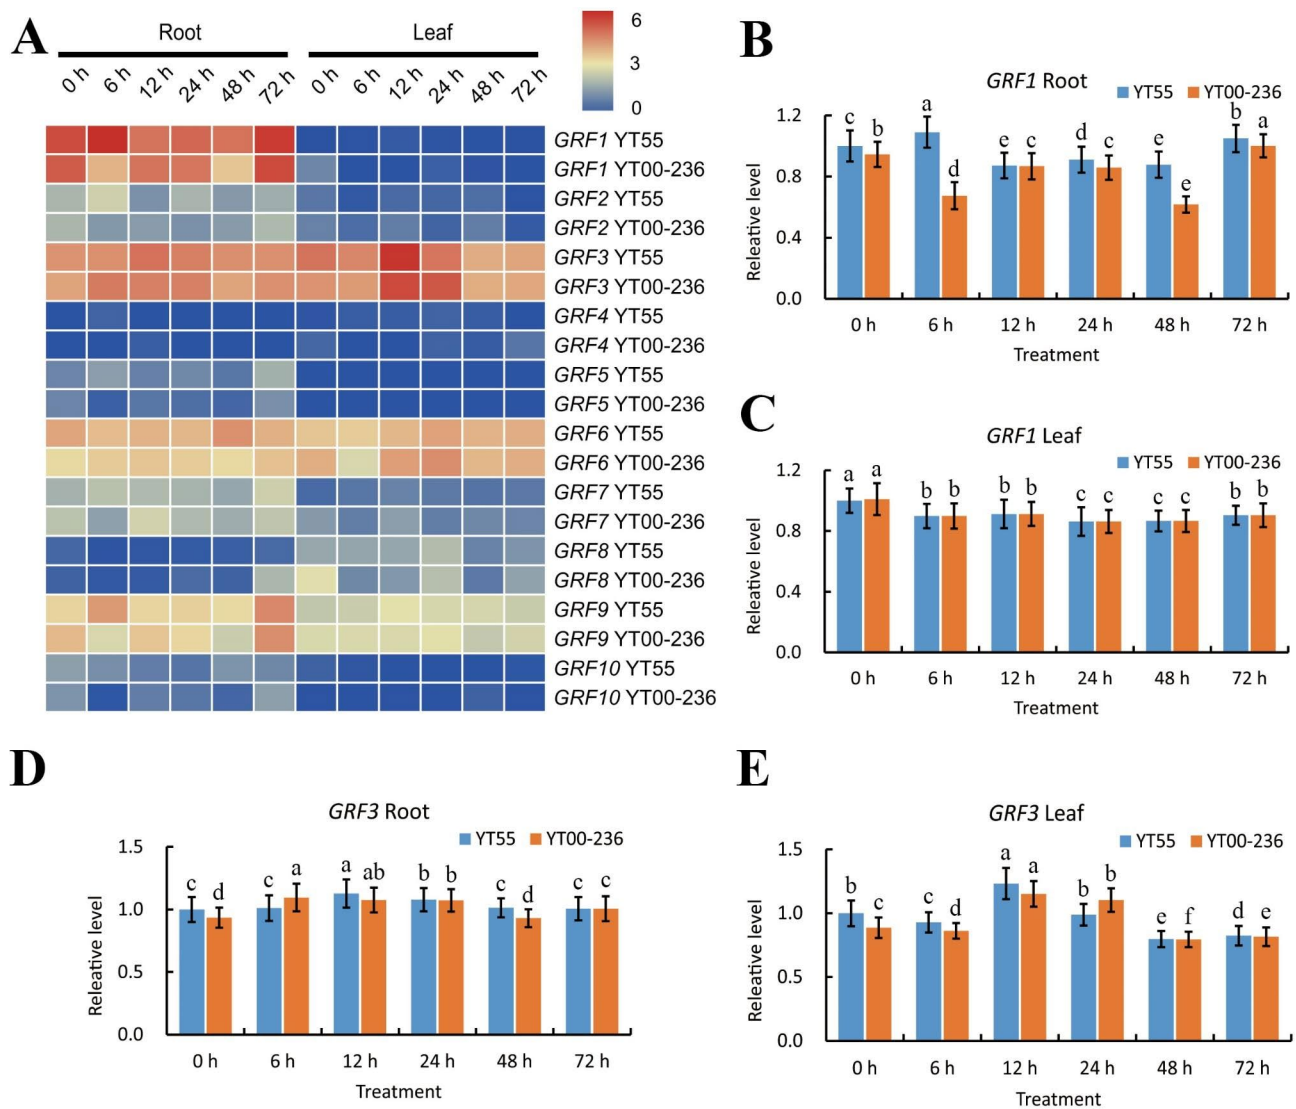 A
Root
Leaf
0 h 6 h 12 h 24 h 48 h 72 h 0 h 6 h 12 h 24 h 48 h 72 h
6
3
0
GRF1 YT55
GRF1 YT00-236
GRF2 YT55
GRF2 YT00-236
GRF3 YT55
GRF3 YT00-236
GRF4 YT55
GRF4 YT00-236
GRF5 YT55
GRF5 YT00-236
GRF6 YT55
GRF6 YT00-236
GRF7 YT55
GRF7 YT00-236
GRF8 YT55
GRF8 YT00-236
GRF9 YT55
GRF9 YT00-236
GRF10 YT55
GRF10 YT00-236
B
GRF1 Root
YT55 YT00-236
Releative level
1.2
0.8
0.4
0.0
c b a d e c d c e e b a
0 h 6 h 12 h 24 h 48 h 72 h
Treatment
C
GRF1 Leaf
YT55 YT00-236
Releative level
1.2
0.8
0.4
0.0
a a b b b b c c c c b b
0 h 6 h 12 h 24 h 48 h 72 h
Treatment
D
GRF3 Root
YT55 YT00-236
Releative level
1.5
1.0
0.5
0.0
c d c a a ab b b c d c c
0 h 6 h 12 h 24 h 48 h 72 h
Treatment
E
GRF3 Leaf
YT55 YT00-236
Releative level
1.5
1.0
0.5
0.0
b c c d a a b b e f d e
0 h 6 h 12 h 24 h 48 h 72 h
Treatment